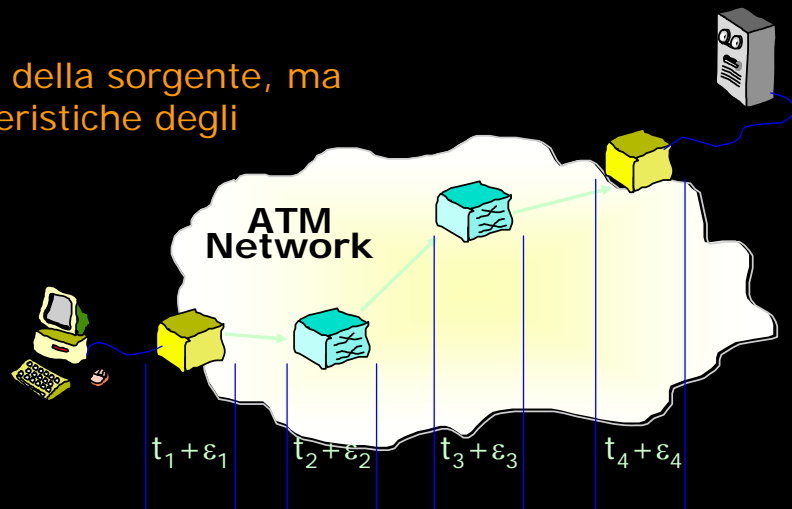 della sorgente, ma
eristiche degli
ATM
Network
t₁+ε₁ t₂+ε₂ t₃+ε₃ t₄+ε₄